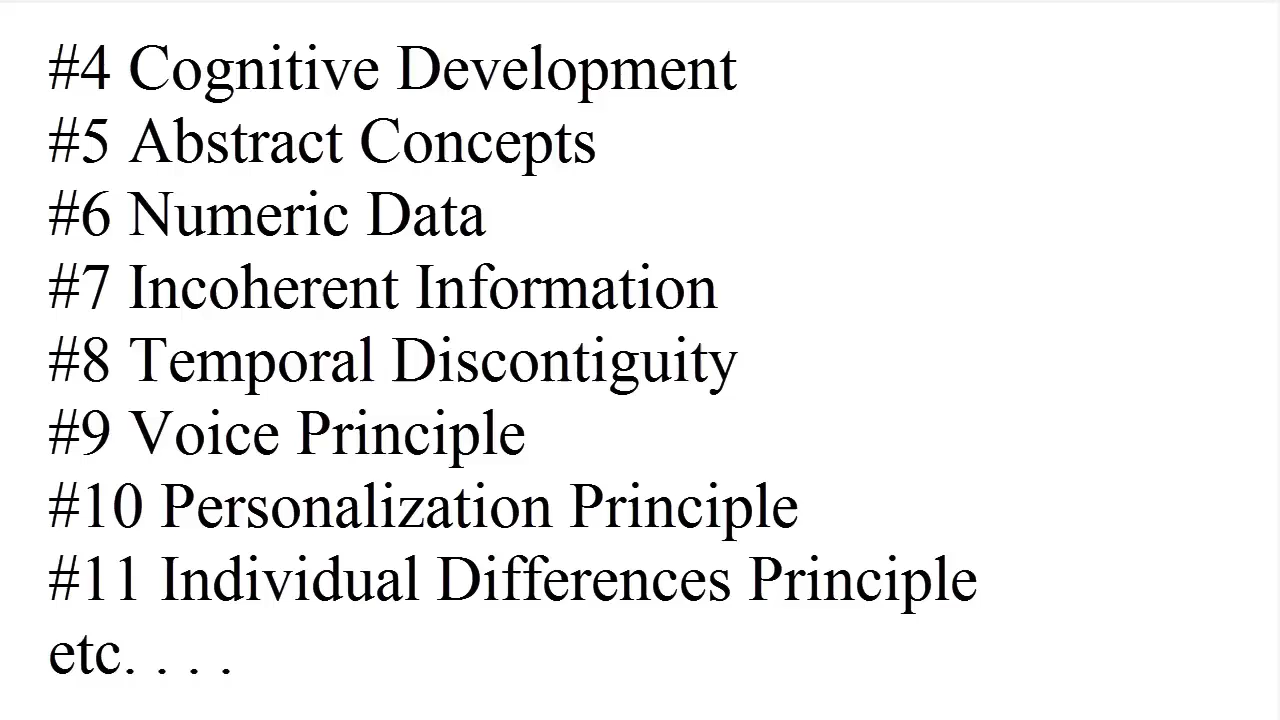 #4 Cognitive Development
#5 Abstract Concepts
#6 Numeric Data
#7 Incoherent Information
#8 Temporal Discontiguity
#9 Voice Principle
#10 Personalization Principle
#11 Individual Differences Principle
etc. . . .